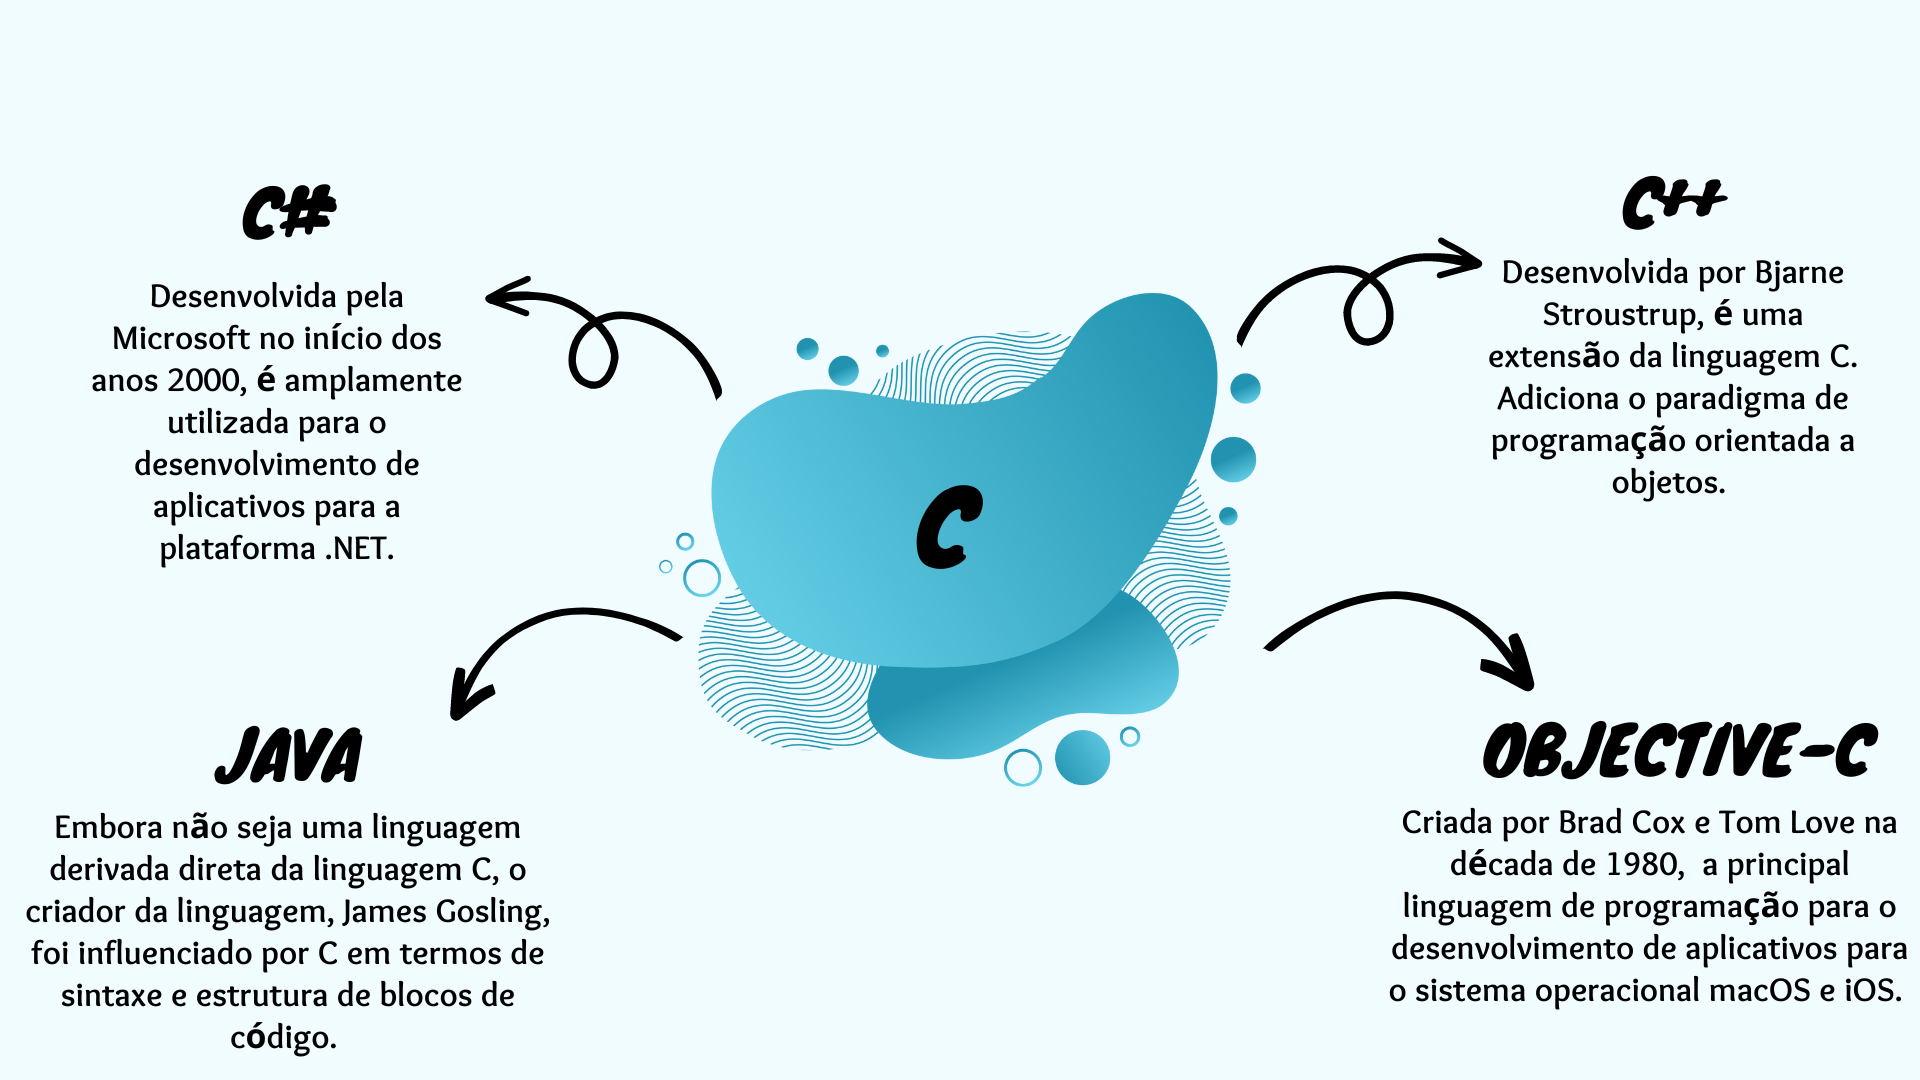 C#
Desenvolvida pela
Microsoft no início dos
anos 2000, é amplamente
utilizada para o
desenvolvimento de
aplicativos para a
plataforma .NET.
C++
Desenvolvida por Bjarne
Stroustrup, é uma
extensão da linguagem C.
Adiciona o paradigma de
programação orientada a
objetos.
C
JAVA
Embora não seja uma linguagem
derivada direta da linguagem C, o
criador da linguagem, James Gosling,
foi influenciado por C em termos de
sintaxe e estrutura de blocos de
código.
OBJECTIVE-C
Criada por Brad Cox e Tom Love na
década de 1980,  a principal
linguagem de programação para o
desenvolvimento de aplicativos para
o sistema operacional macOS e iOS.